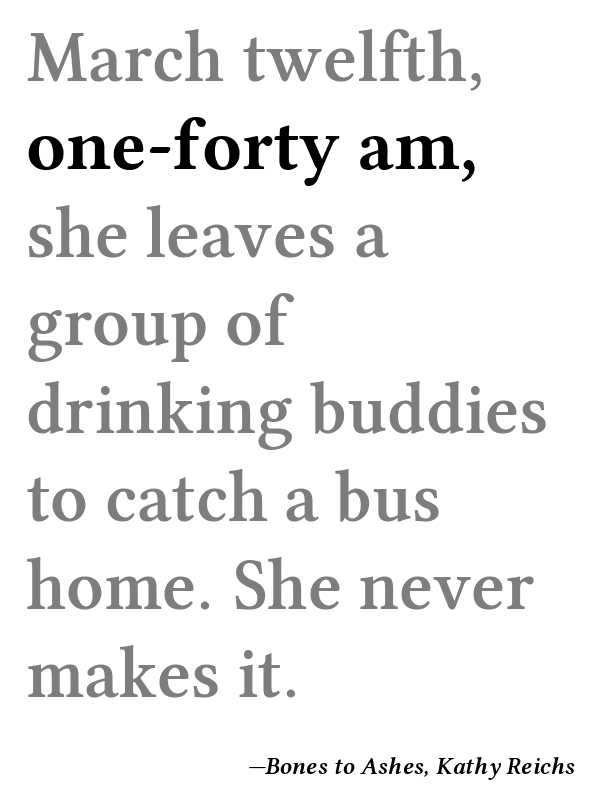 March twelfth,
one-forty am,
she leaves a
group of
drinking buddies
to catch a bus
home. She never
makes it.
—Bones to Ashes, Kathy Reichs